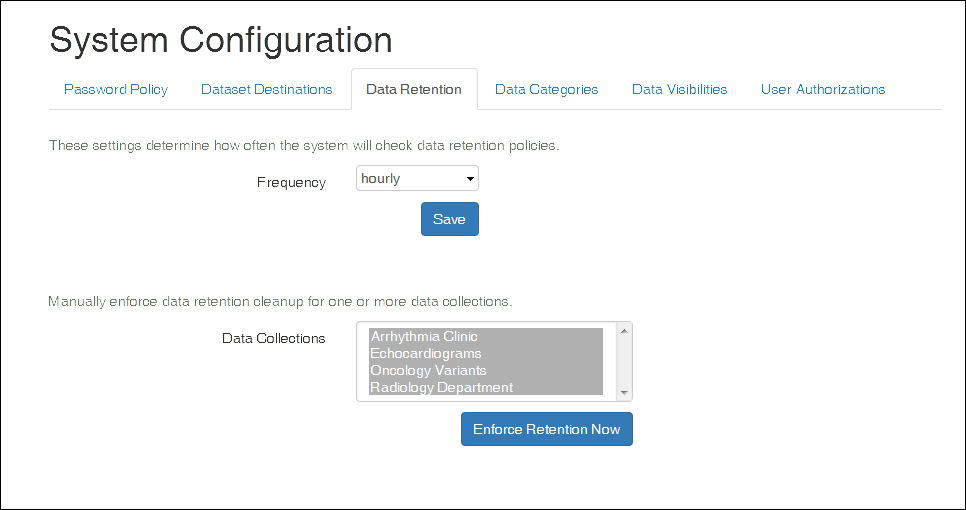 System Configuration
Password Policy Dataset Destinations Data Retention Data Categories Data Visibilities User Authorizations
These settings determine how often the system will check data retention policies.
Frequency hourly
Save
Manually enforce data retention cleanup for one or more data collections.
Data Collections Arrhythmia Clinic
Echocardiograms
Oncology Variants
Radiology Department
Enforce Retention Now